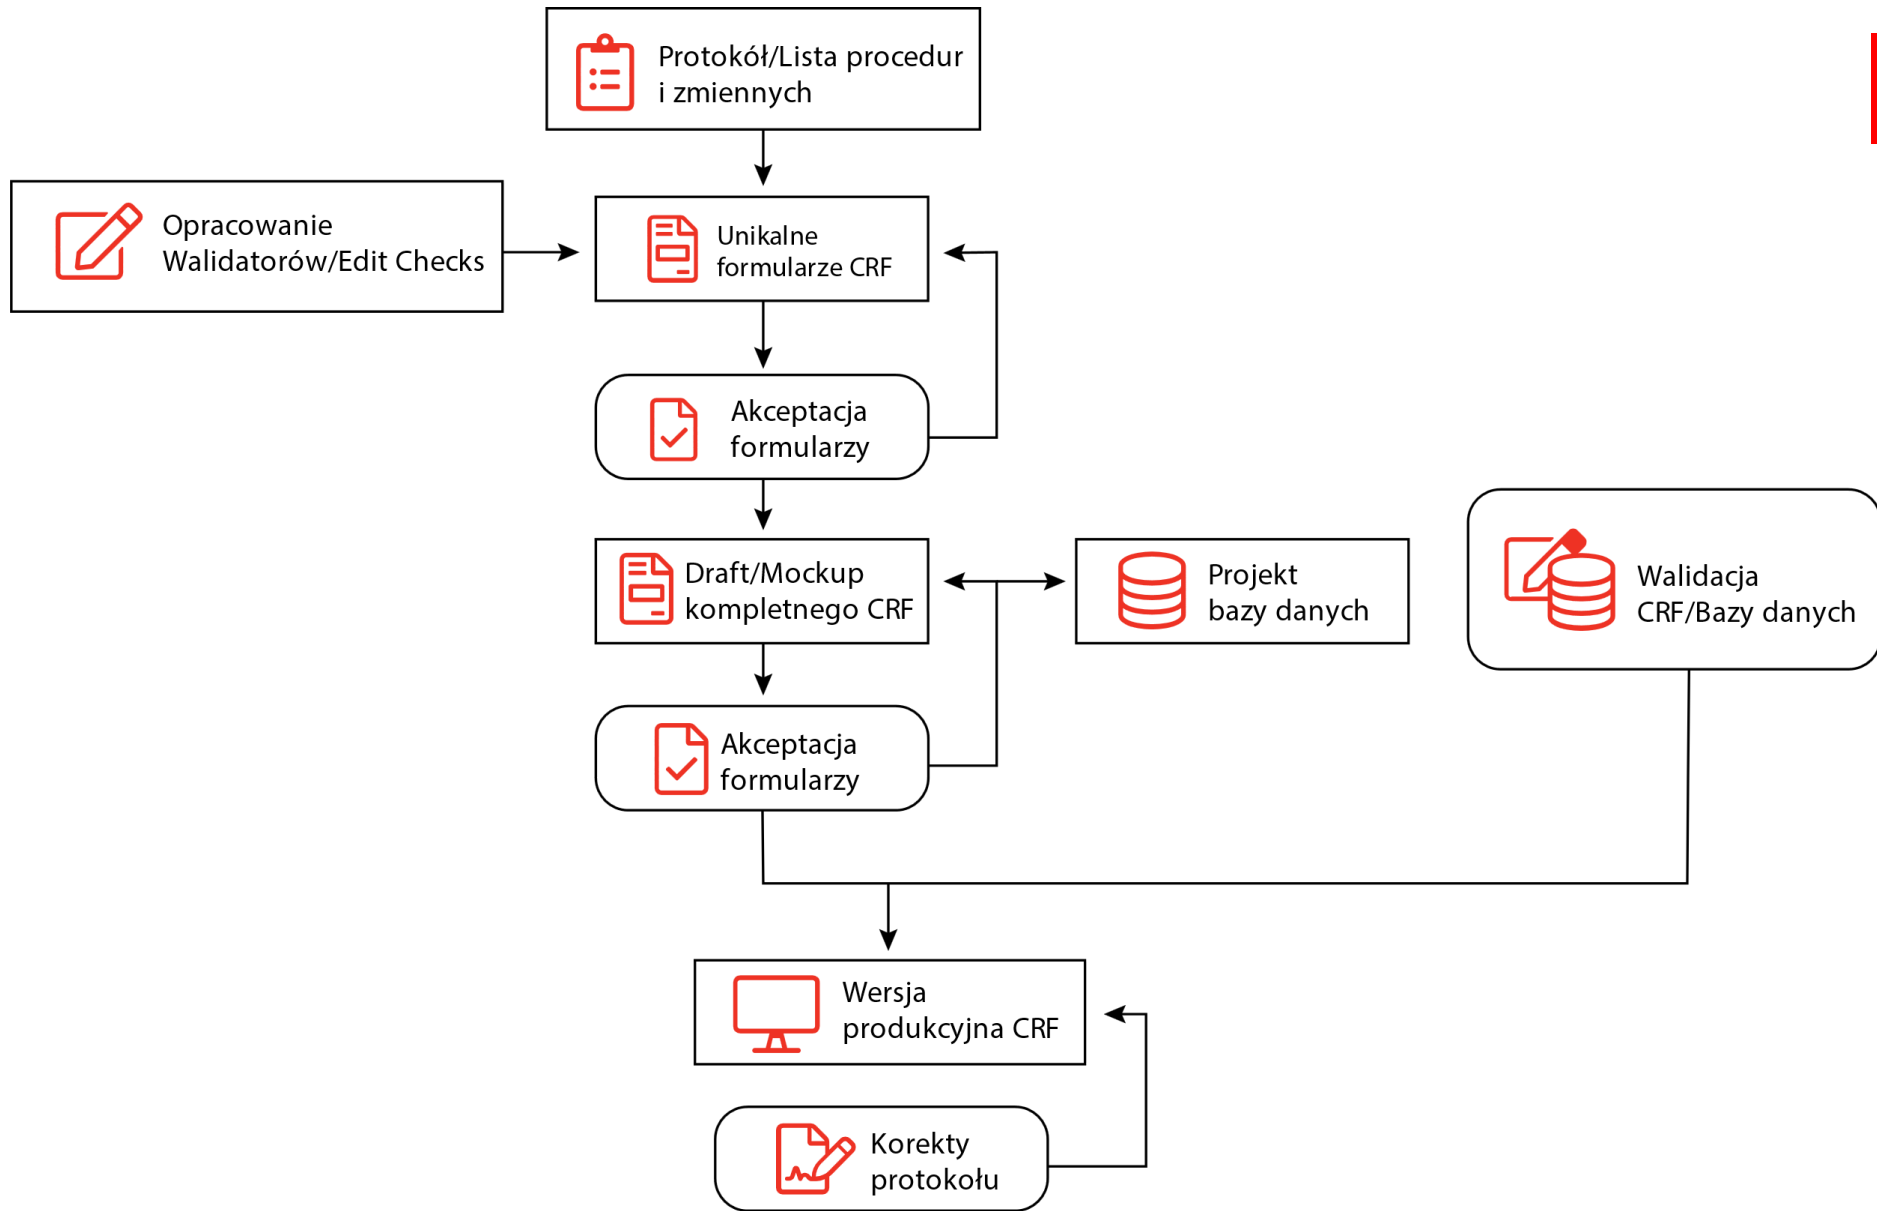 Protokół/Lista procedur
i zmiennych
Opracowanie
Walidatorów/Edit Checks
Unikalne
formularze CRF
Akceptacja
formularzy
Draft/Mockup
kompletnego CRF
Projekt
bazy danych
Walidacja
CRF/Bazy danych
Akceptacja
formularzy
Wersja
produkcyjna CRF
Korekty
protokołu